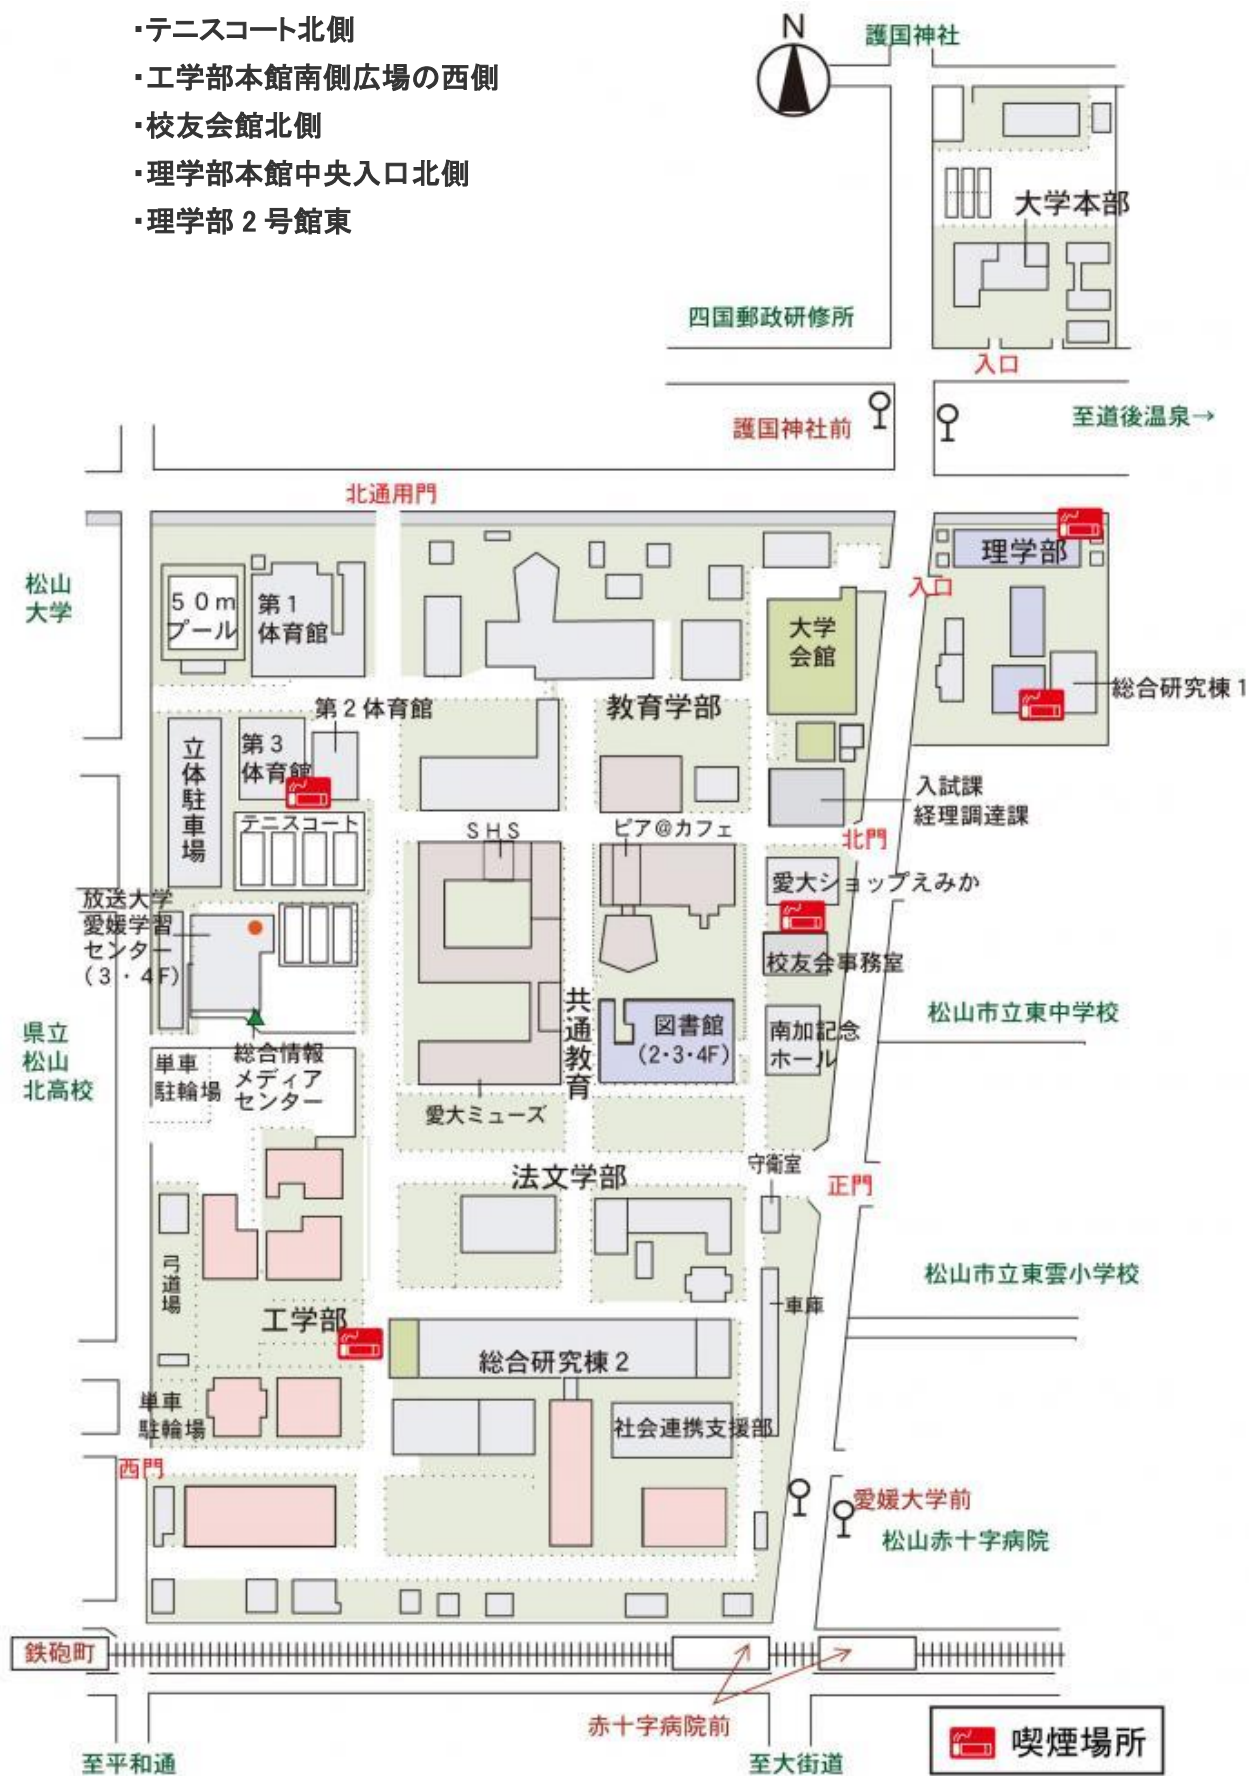 ・テニスコート北側
・工学部本館南側広場の西側
・校友会館北側
・理学部本館中央入口北側
・理学部2号館東
N
護国神社
大学本部
四国郵政研修所
入口
護国神社前
至道後温泉→
北通用門
松山
大学
50m
プール
第1
体育館
大学
会館
理学部
入口
総合研究棟1
第2体育館
教育学部
立体駐車場
第3
体育館
テニスコート
入試課
経理調達課
SHS
ピア@カフェ
北門
愛大ショップえみか
放送大学
愛媛学習
センター
(3・4F)
校友会事務室
共通教育
図書館
(2・3・4F)
南加記念
ホール
松山市立東中学校
県立
松山
北高校
単車
駐輪場
総合情報
メディア
センター
愛大ミューズ
法文学部
守衛室
正門
弓道場
松山市立東雲小学校
工学部
車庫
総合研究棟2
単車
駐輪場
社会連携支援部
西門
愛媛大学前
松山赤十字病院
鉄砲町
赤十字病院前
至平和通
至大街道
喫煙場所